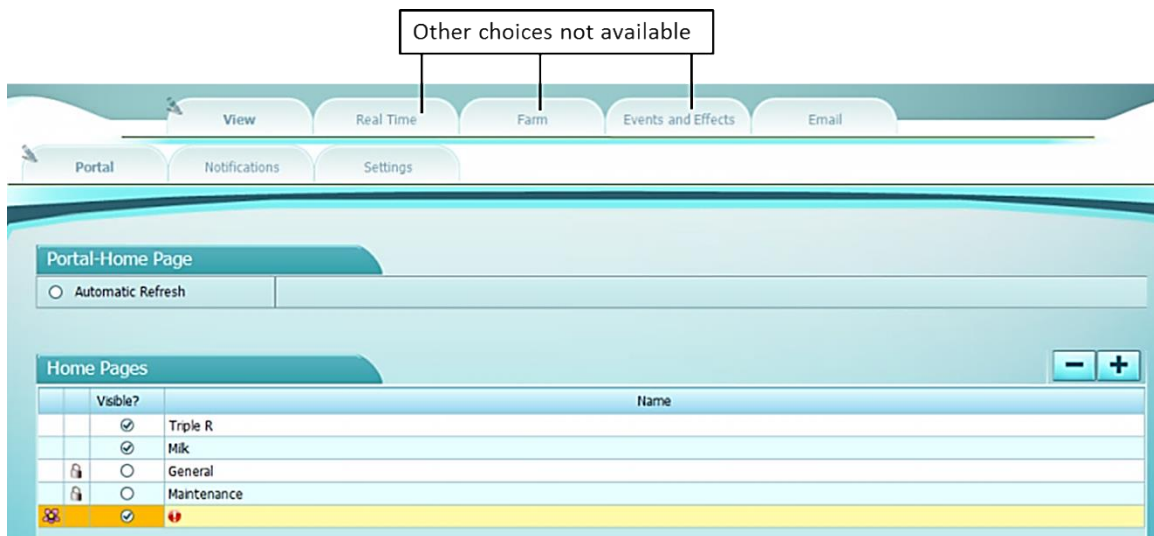 Other choices not available
View Real Time Farm Events and Effects Email
Portal Notifications Settings
Portal-Home Page
Automatic Refresh
Home Pages
Visible? Name
Triple R
Milk
General
Maintenance